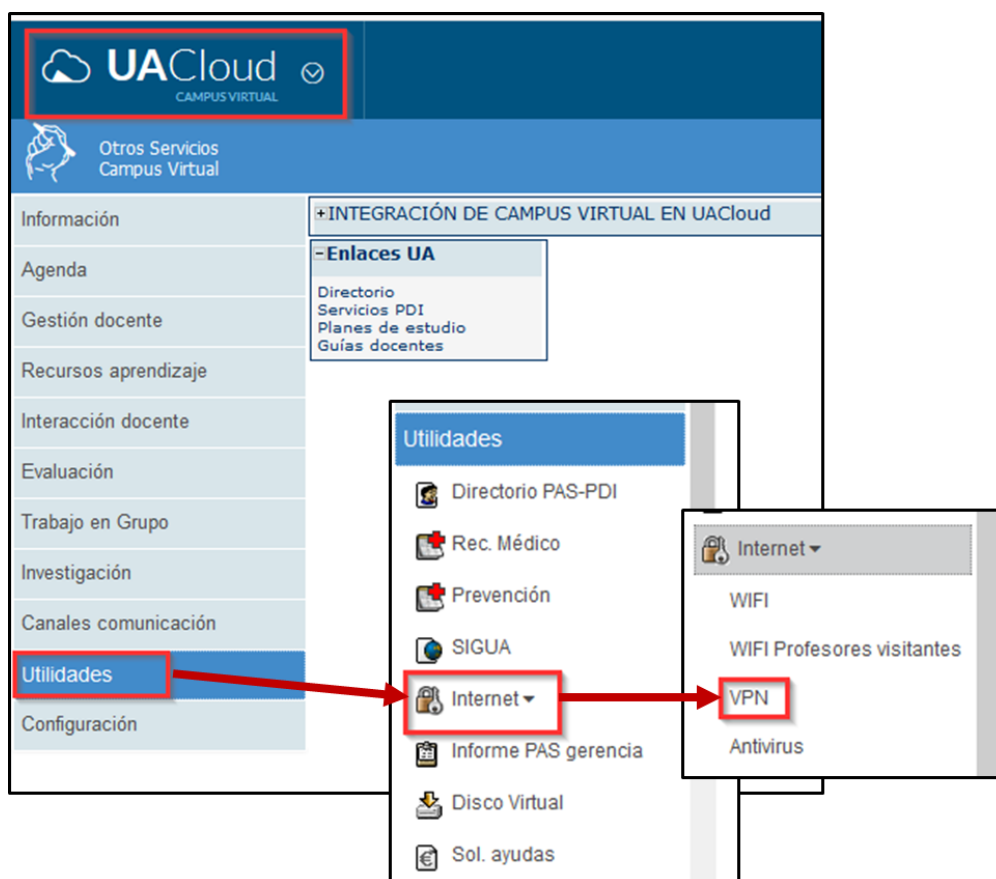 UACloud
CAMPUS VIRTUAL
Otros Servicios
Campus Virtual
Información
Agenda
Gestión docente
Recursos aprendizaje
Interacción docente
Evaluación
Trabajo en Grupo
Investigación
Canales comunicación
Utilidades
Configuración
+INTEGRACIÓN DE CAMPUS VIRTUAL EN UACloud
-Enlaces UA
Directorio
Servicios PDI
Planes de estudio
Guías docentes
Utilidades
Directorio PAS-PDI
Rec. Médico
Prevención
SIGUA
Internet
Informe PAS gerencia
Disco Virtual
Sol. ayudas
Internet
WIFI
WIFI Profesores visitantes
VPN
Antivirus